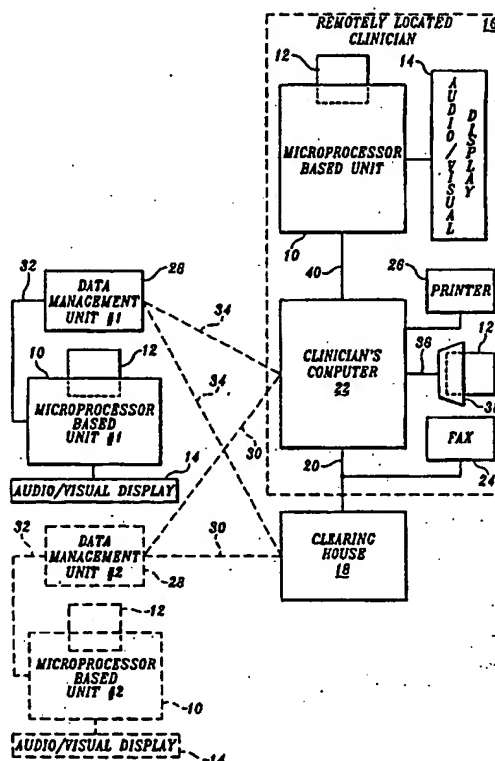 REMOTELY LOCATED
CLINICIAN
16
12
14
AUDIO/VISUAL
DISPLAY
MICROPROCESSOR
BASED UNIT
10
40
26
PRINTER
32
28
DATA
MANAGEMENT
UNIT #1
34
34
10
12
MICROPROCESSOR
BASED
UNIT #1
14
AUDIO/VISUAL DISPLAY
CLINICIAN'S
COMPUTER
22
36
12
FAX
24
20
30
30
32
DATA
MANAGEMENT
UNIT #2
28
CLEARING
HOUSE
18
12
MICROPROCESSOR
BASED
UNIT #2
10
AUDIO/VISUAL DISPLAY
14